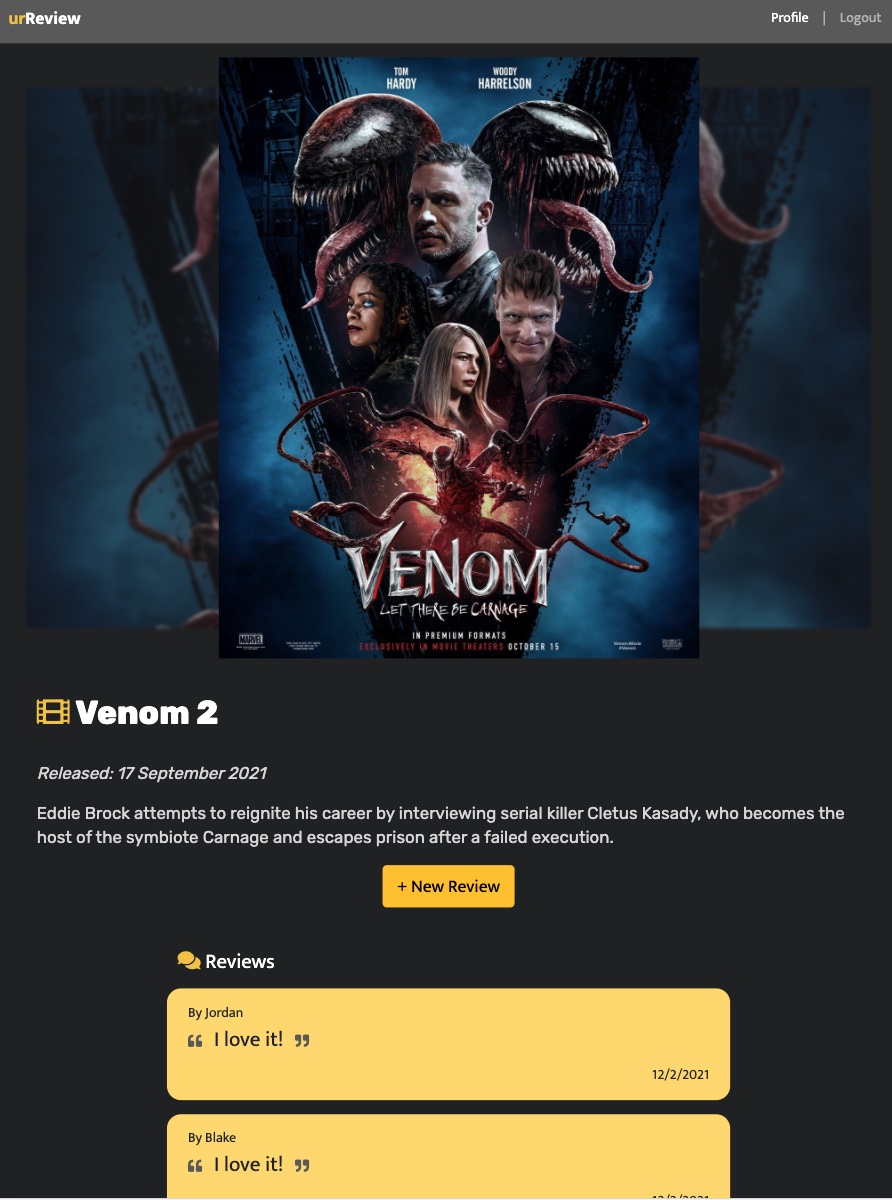 urReview
Profile | Logout
TOM HARDY
WOODY HARRELSON
VENOM
LET THERE BE CARNAGE
IN PREMIUM FORMATS
EXCLUSIVELY IN MOVIE THEATERS OCTOBER 15
MARVEL
Venom.Movie
#Venom
Venom 2
Released: 17 September 2021
Eddie Brock attempts to reignite his career by interviewing serial killer Cletus Kasady, who becomes the
host of the symbiote Carnage and escapes prison after a failed execution.
+ New Review
Reviews
By Jordan
“ I love it! ”
12/2/2021
By Blake
“ I love it! ”